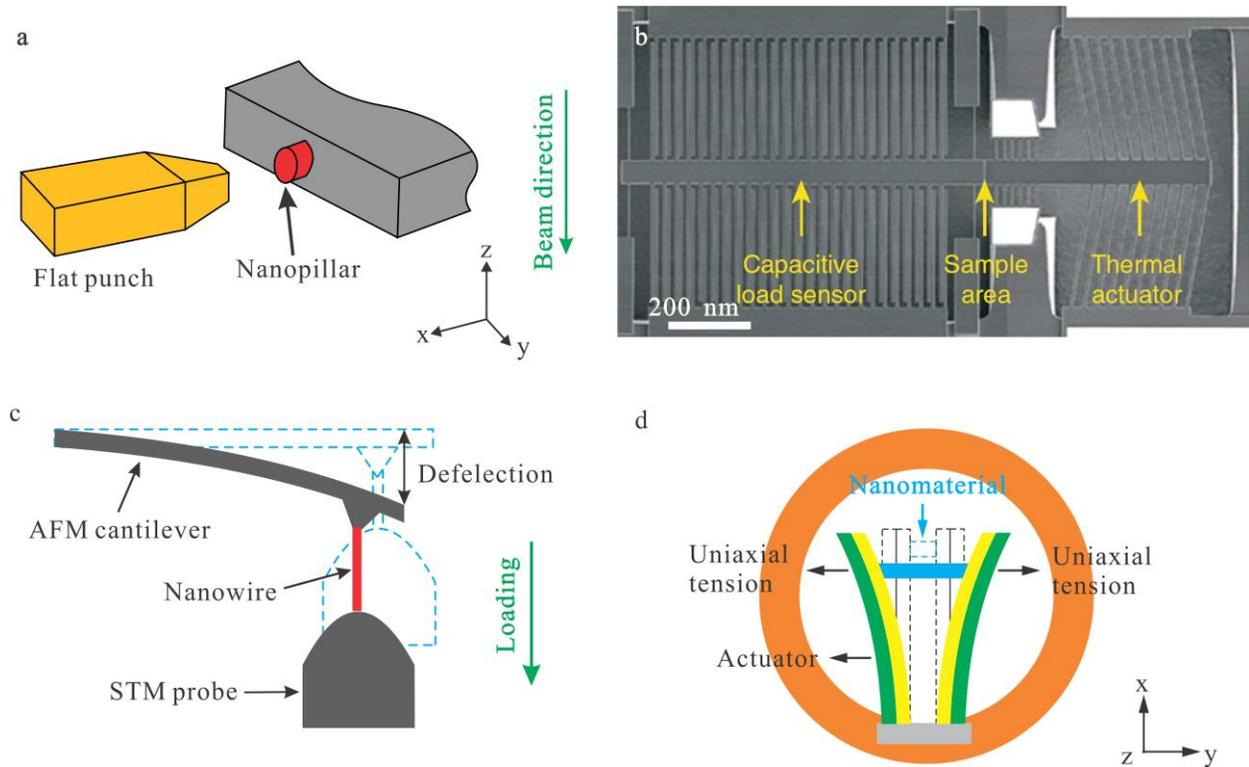 a
Flat punch
Nanopillar
Beam direction
z
x
y
b
Capacitive
load sensor
Sample
area
Thermal
actuator
200 nm
c
Defelection
AFM cantilever
Nanowire
Loading
STM probe
d
Nanomaterial
Uniaxial
tension
Uniaxial
tension
Actuator
x
z
y